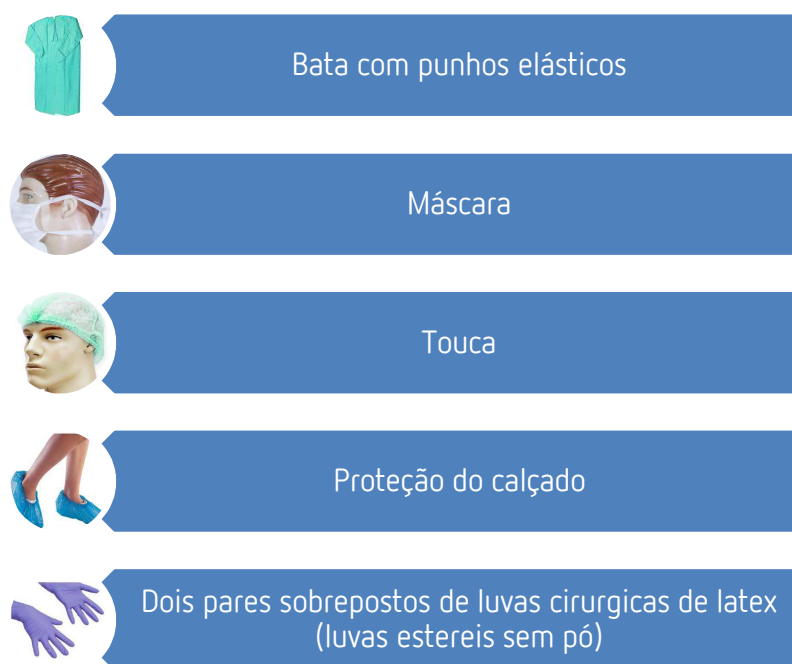 Bata com punhos elásticos
Máscara
Touca
Proteção do calçado
Dois pares sobrepostos de luvas cirurgicas de latex
(luvas estereis sem pó)